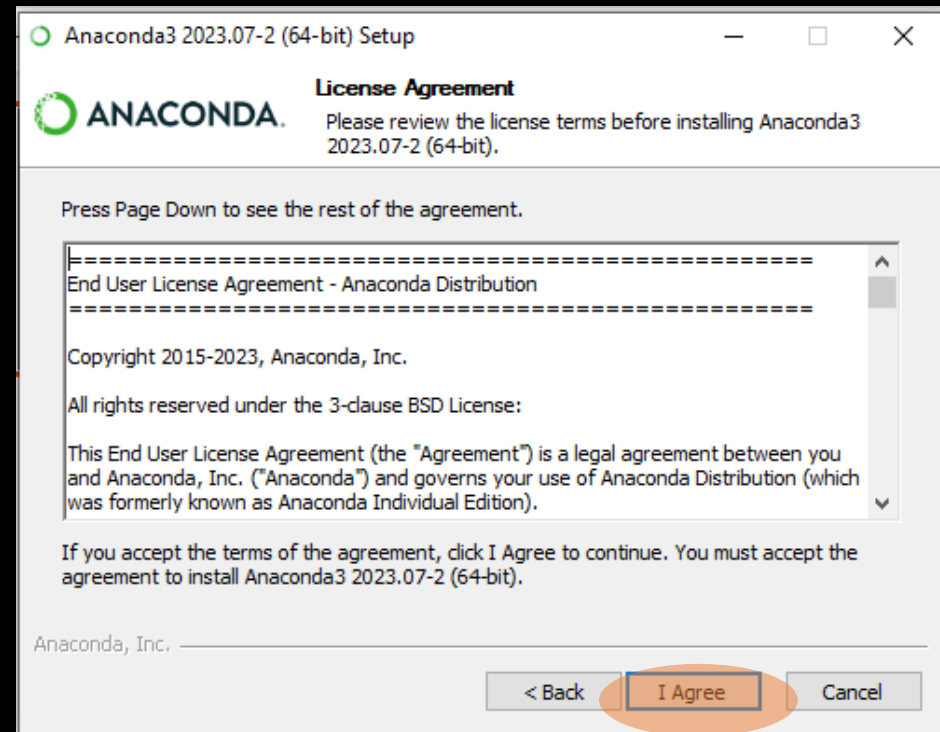 Anaconda3 2023.07-2 (64-bit) Setup
ANACONDA.
License Agreement
Please review the license terms before installing Anaconda3
2023.07-2 (64-bit).
Press Page Down to see the rest of the agreement.
==================================================
End User License Agreement - Anaconda Distribution
==================================================
Copyright 2015-2023, Anaconda, Inc.
All rights reserved under the 3-clause BSD License:
This End User License Agreement (the "Agreement") is a legal agreement between you
and Anaconda, Inc. ("Anaconda") and governs your use of Anaconda Distribution (which
was formerly known as Anaconda Individual Edition).
If you accept the terms of the agreement, click I Agree to continue. You must accept the
agreement to install Anaconda3 2023.07-2 (64-bit).
Anaconda, Inc.
< Back
I Agree
Cancel